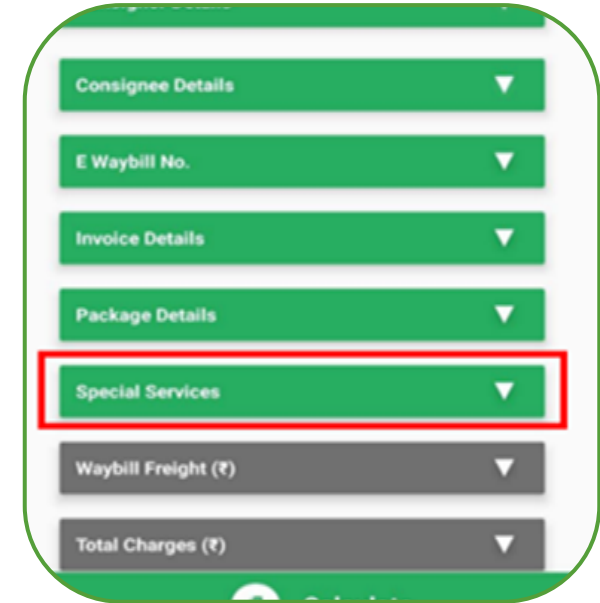 Consignee Details
E Waybill No.
Invoice Details
Package Details
Special Services
Waybill Freight (₹)
Total Charges (₹)